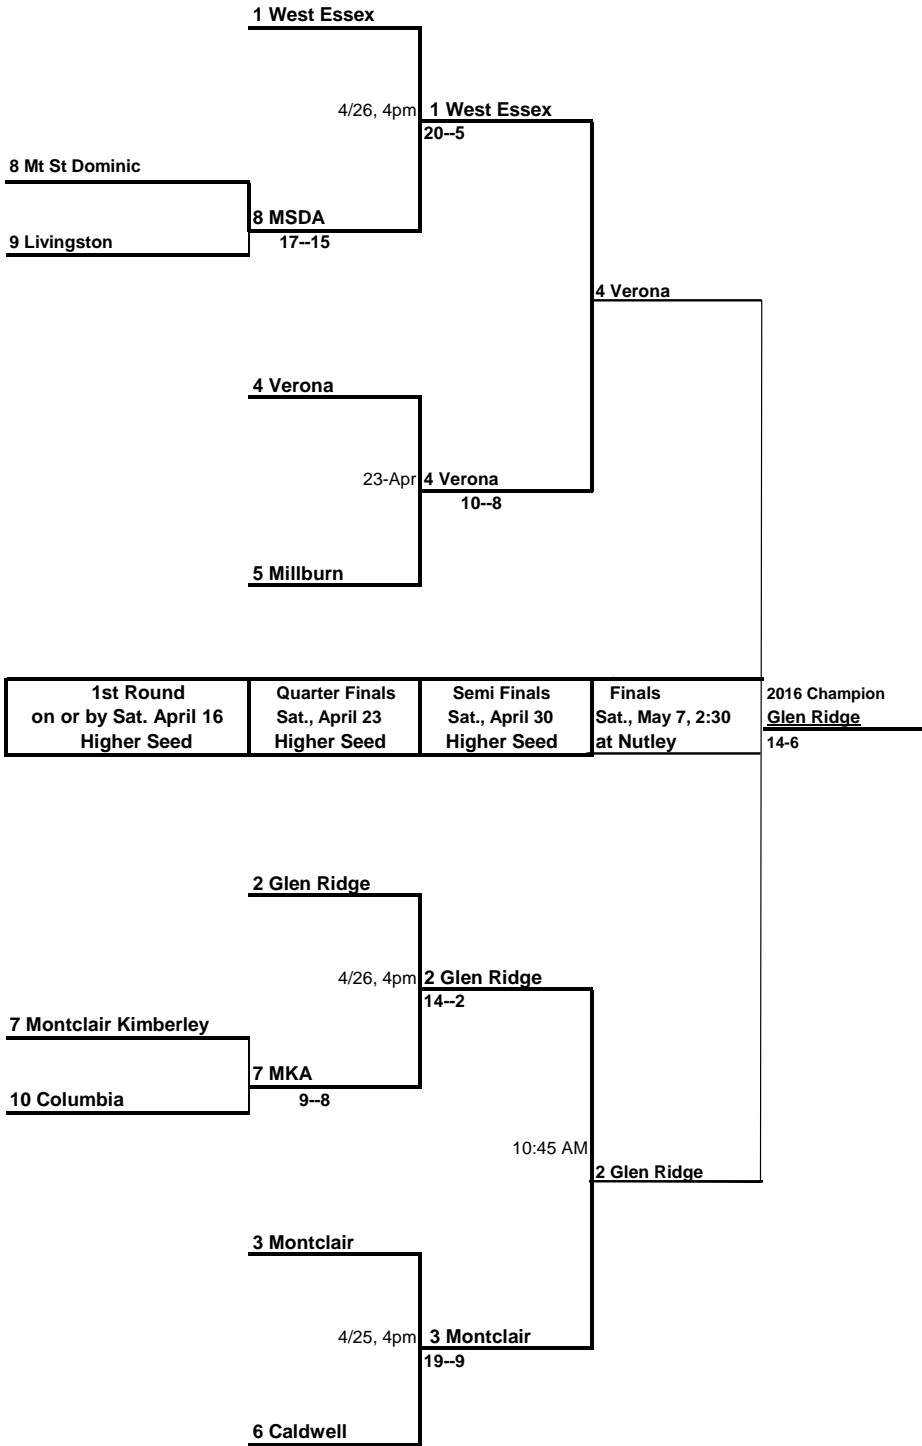 1 West Essex
4/26, 4pm 1 West Essex
20--5
8 Mt St Dominic
8 MSDA
9 Livingston 17--15
4 Verona
4 Verona
23-Apr 4 Verona
10--8
5 Millburn
1st Round Quarter Finals Semi Finals Finals 2016 Champion
on or by Sat. April 16 Sat., April 23 Sat., April 30 Sat., May 7, 2:30 Glen Ridge
Higher Seed Higher Seed Higher Seed at Nutley 14-6
2 Glen Ridge
4/26, 4pm 2 Glen Ridge
14--2
7 Montclair Kimberley
7 MKA
10 Columbia 9--8
10:45 AM
2 Glen Ridge
3 Montclair
4/25, 4pm 3 Montclair
19--9
6 Caldwell